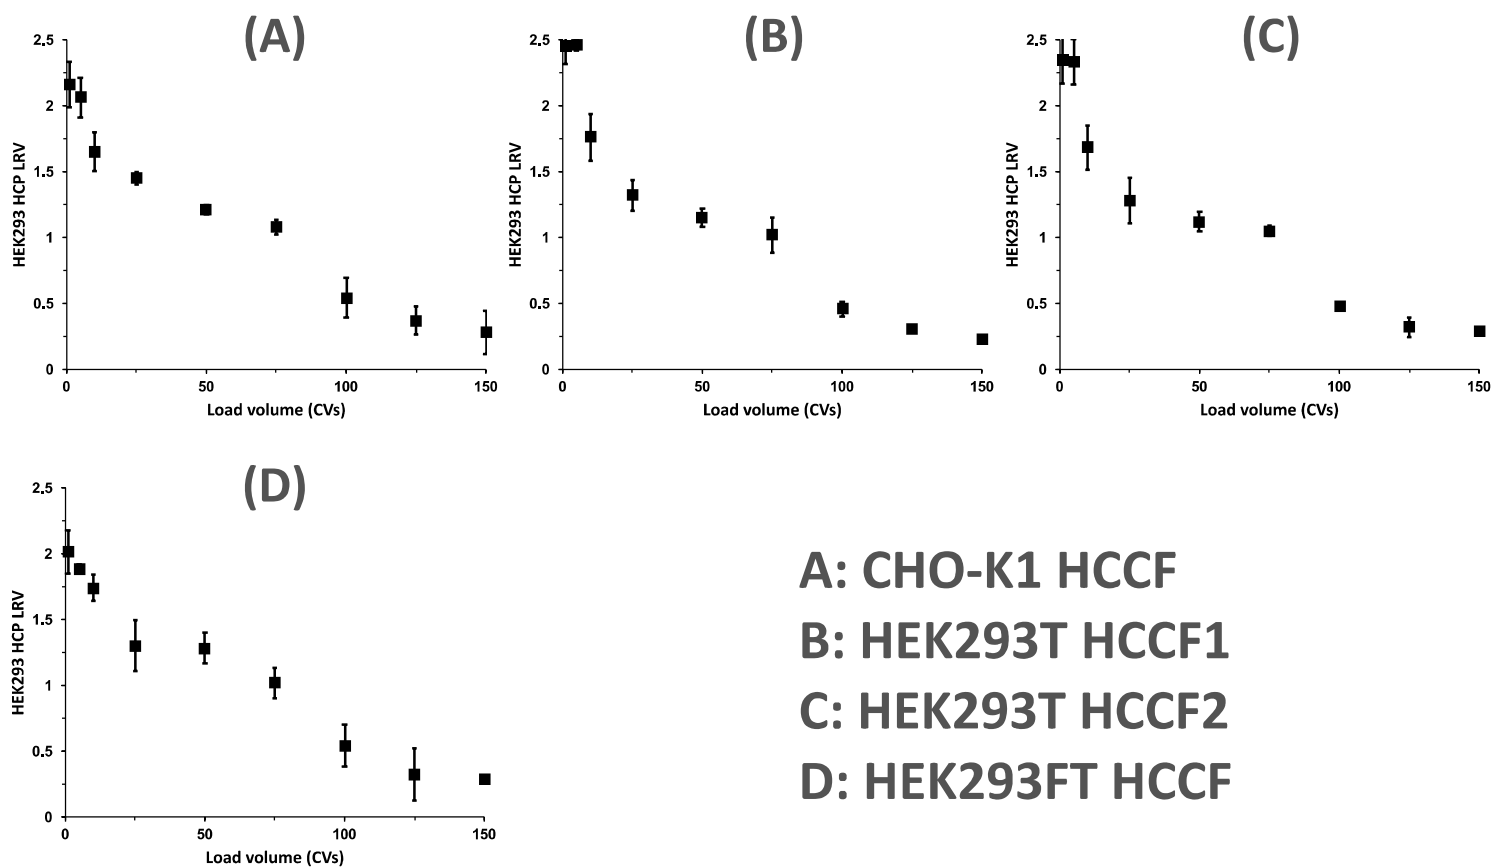 (A)
HEK293 HCP LRV
2.5
2
1.5
1
0.5
0
0 50 100 150
Load volume (CVs)
(B)
HEK293 HCP LRV
2.5
2
1.5
1
0.5
0
0 50 100 150
Load volume (CVs)
(C)
HEK293 HCP LRV
2.5
2
1.5
1
0.5
0
0 50 100 150
Load volume (CVs)
(D)
HEK293 HCP LRV
2.5
2
1.5
1
0.5
0
0 50 100 150
Load volume (CVs)
A: CHO-K1 HCCF
B: HEK293T HCCF1
C: HEK293T HCCF2
D: HEK293FT HCCF